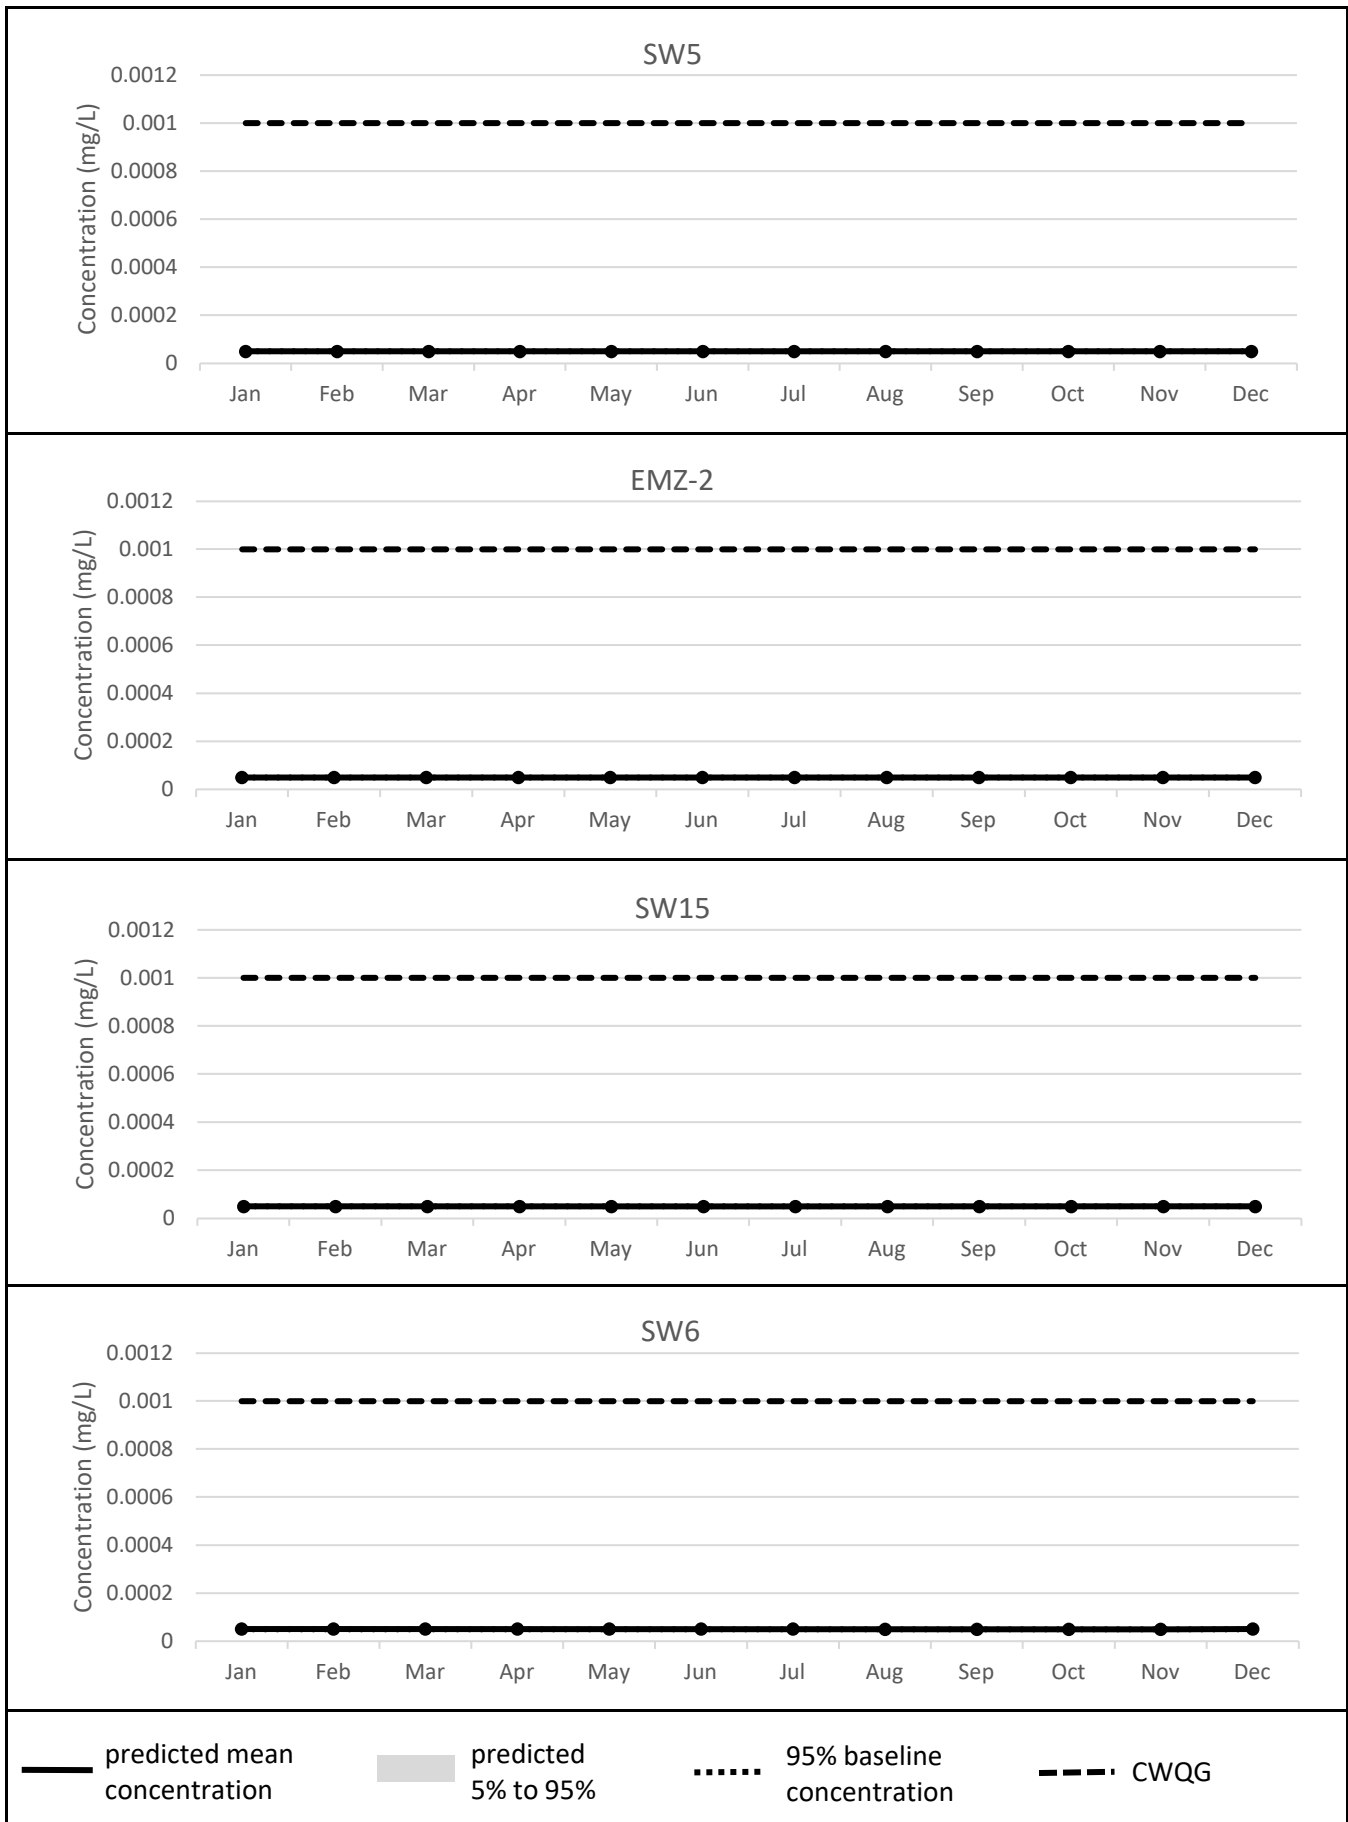 SW5
Concentration (mg/L)
0.0012
0.001
0.0008
0.0006
0.0004
0.0002
0
Jan Feb Mar Apr May Jun Jul Aug Sep Oct Nov Dec
EMZ-2
Concentration (mg/L)
0.0012
0.001
0.0008
0.0006
0.0004
0.0002
0
Jan Feb Mar Apr May Jun Jul Aug Sep Oct Nov Dec
SW15
Concentration (mg/L)
0.0012
0.001
0.0008
0.0006
0.0004
0.0002
0
Jan Feb Mar Apr May Jun Jul Aug Sep Oct Nov Dec
SW6
Concentration (mg/L)
0.0012
0.001
0.0008
0.0006
0.0004
0.0002
0
Jan Feb Mar Apr May Jun Jul Aug Sep Oct Nov Dec
predicted mean
concentration
predicted
5% to 95%
95% baseline
concentration
CWQG